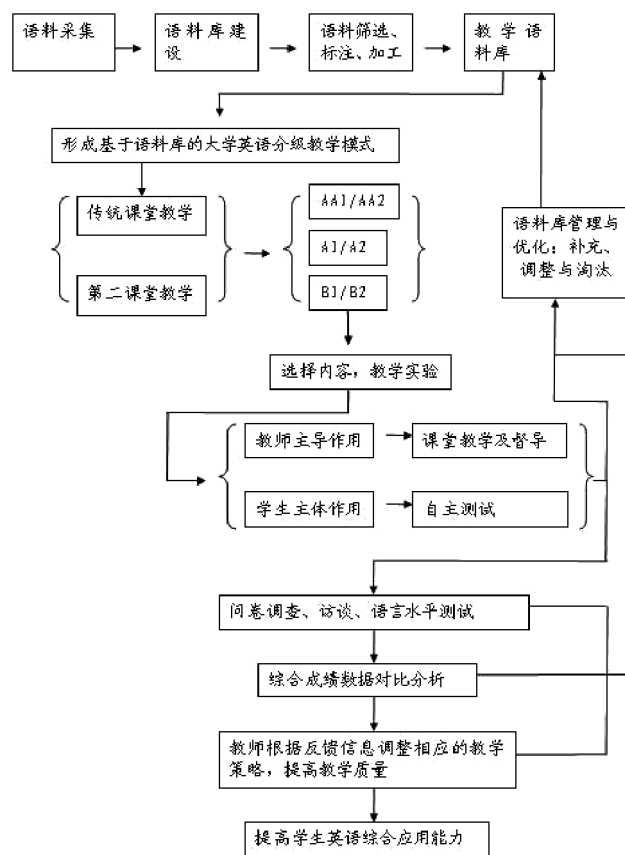 语料采集
语料库建
设
语料筛选、
标注、加工
教学语
料库
形成基于语料库的大学英语分级教学模式
传统课堂教学
第二课堂教学
AA1/AA2
A1/A2
B1/B2
语料库管理与
优化：补充、
调整与淘汰
选择内容，教学实验
教师主导作用
课堂教学及督导
学生主体作用
自主测试
问卷调查、访谈、语言水平测试
综合成绩数据对比分析
教师根据反馈信息调整相应的教学
策略，提高教学质量
提高学生英语综合应用能力